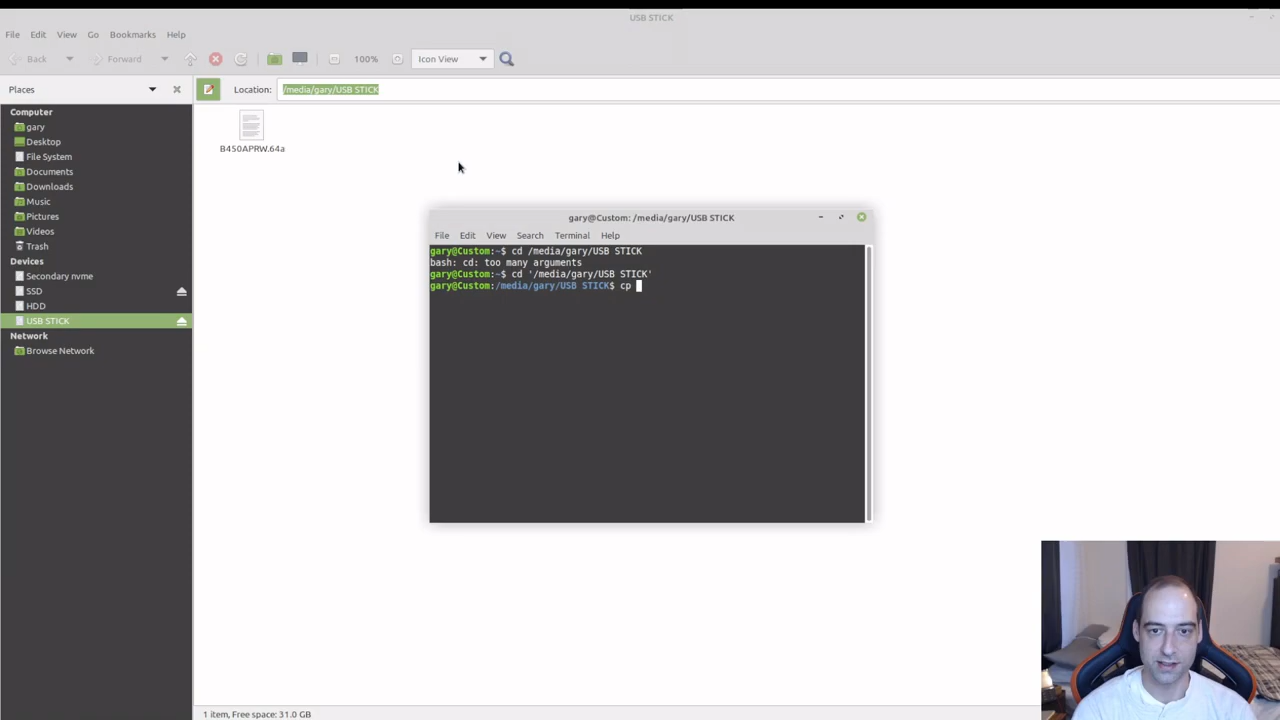 USB STICK
File Edit View Go Bookmarks Help
Back Forward 100% Icon View
Places Location: /media/gary/USB STICK
Computer
gary
Desktop
File System
Documents
Downloads
Music
Pictures
Videos
Trash
Devices
Secondary nvme
SSD
HDD
USB STICK
Network
Browse Network
B450APRW.64a
gary@Custom: /media/gary/USB STICK
File Edit View Search Terminal Help
gary@Custom:~$ cd /media/gary/USB STICK
bash: cd: too many arguments
gary@Custom:~$ cd '/media/gary/USB STICK'
gary@Custom:/media/gary/USB STICK$ cp
1 item, Free space: 31.0 GB